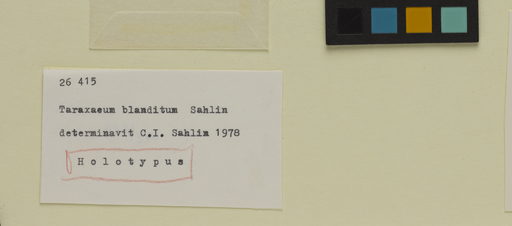 26 415
Taraxacum blanditum Sahlin
determinavit C.I. Sahlin 1978
Holotypus